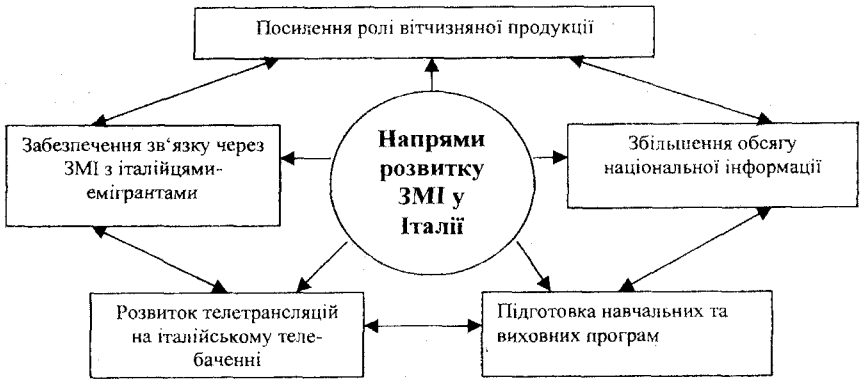 Посилення ролі вітчизняної продукції
Забезпечення зв‘язку через
ЗМІ з італійцями-
емігрантами
Напрями
розвитку
ЗМІ у
Італії
Збільшення обсягу
національної інформації
Розвиток телетрансляцій
на італійському теле-
баченні
Підготовка навчальних та
виховних програм